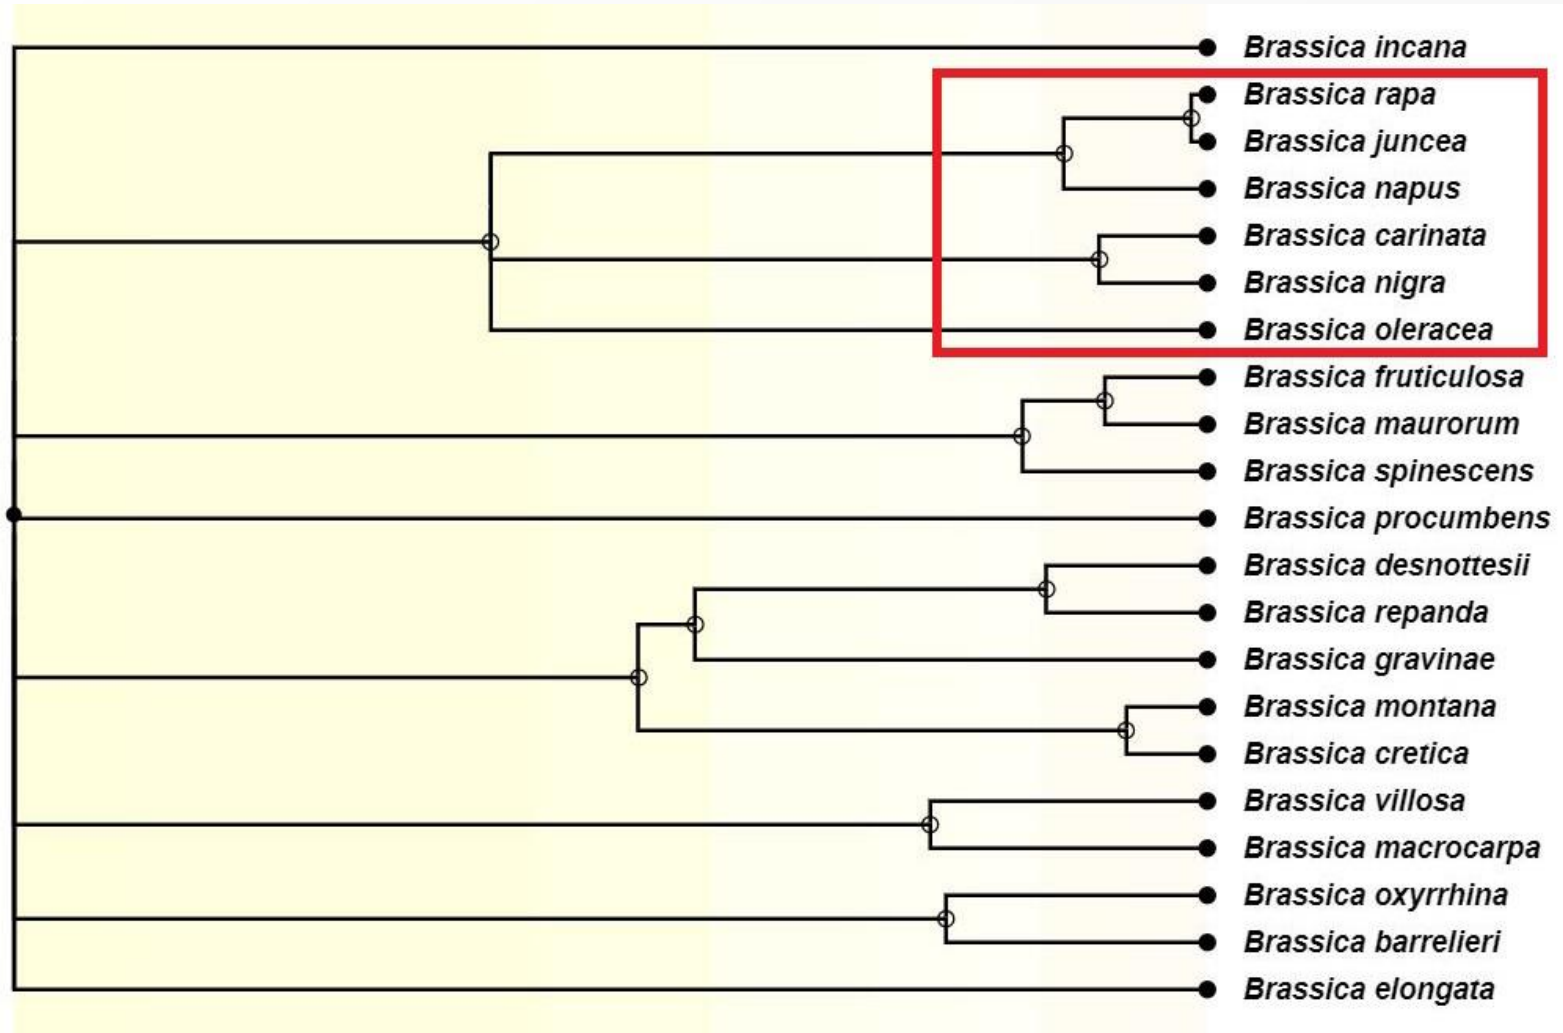 Brassica incana
Brassica rapa
Brassica juncea
Brassica napus
Brassica carinata
Brassica nigra
Brassica oleracea
Brassica fruticulosa
Brassica maurorum
Brassica spinescens
Brassica procumbens
Brassica desnottesii
Brassica repanda
Brassica gravinae
Brassica montana
Brassica cretica
Brassica villosa
Brassica macrocarpa
Brassica oxyrrhina
Brassica barrelieri
Brassica elongata